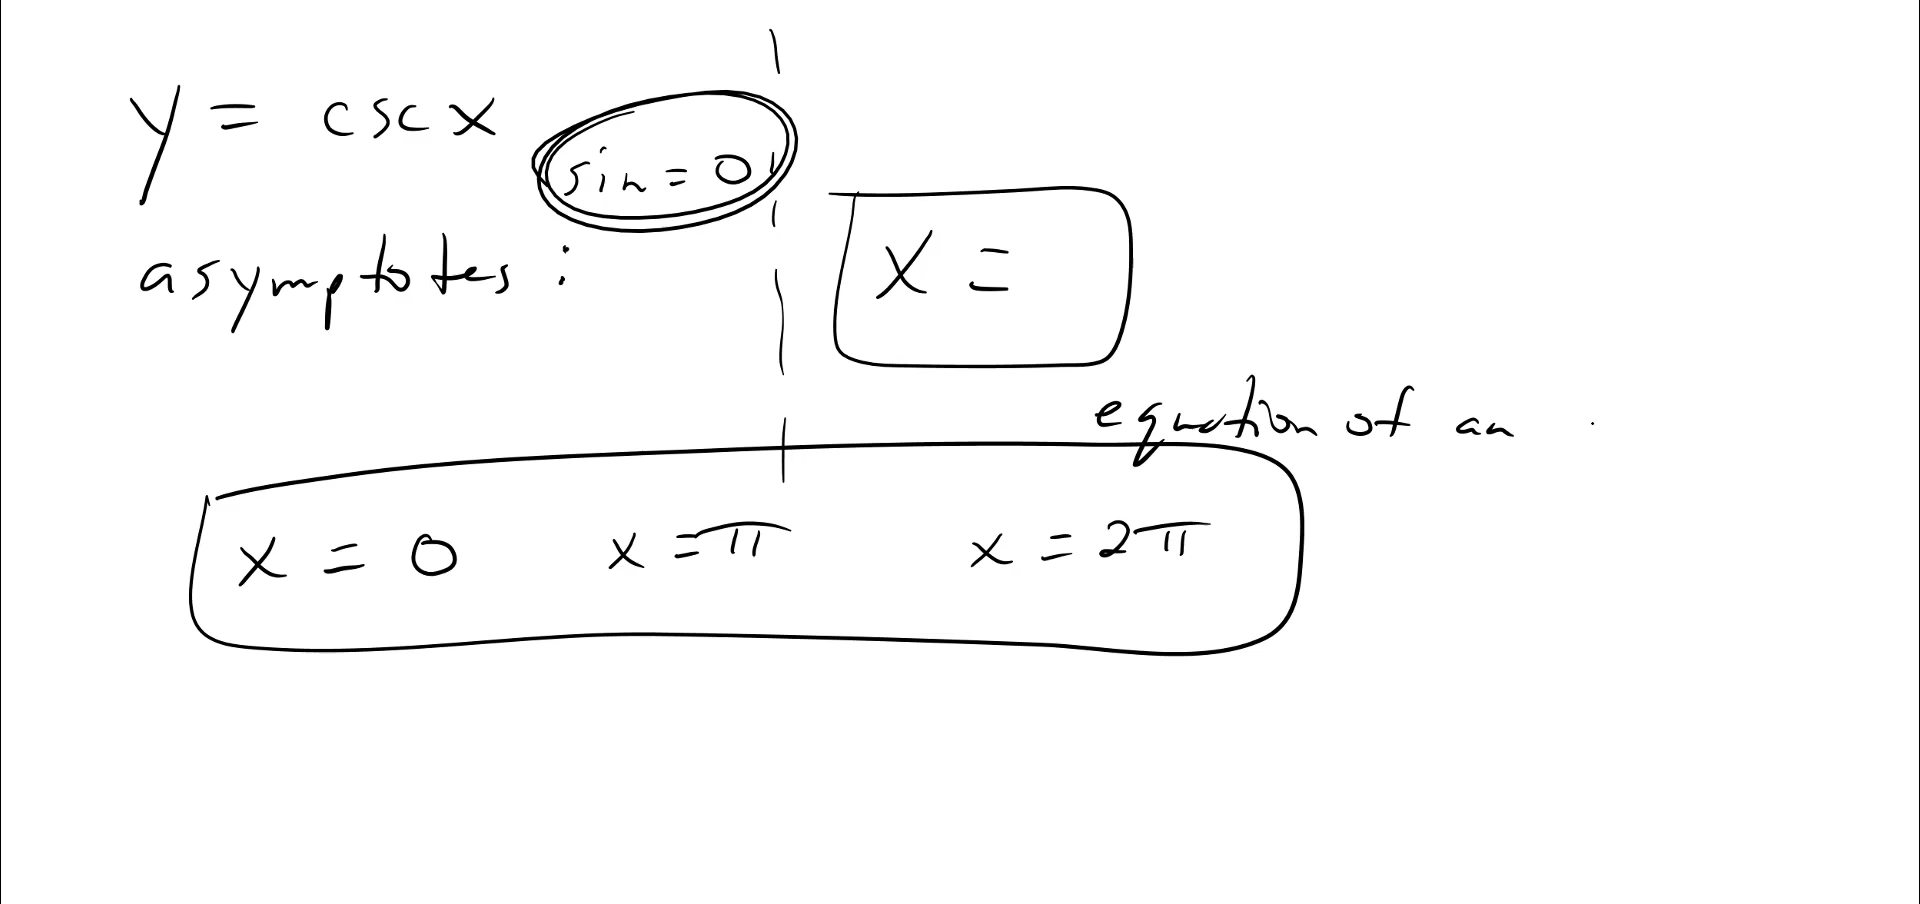 y = csc x
sin = 0
asymptotes :
x =
equation of an
x = 0 x = π x = 2π